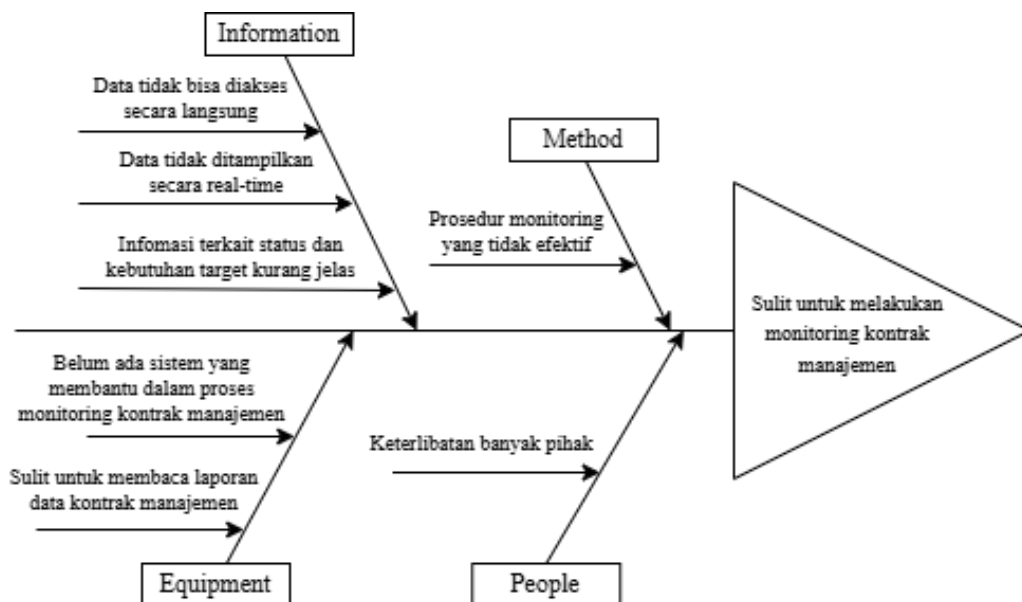 Information
Data tidak bisa diakses
secara langsung
Data tidak ditampilkan
secara real-time
Infomasi terkait status dan
kebutuhan target kurang jelas
Method
Prosedur monitoring
yang tidak efektif
Sulit untuk melakukan
monitoring kontrak
manajemen
Belum ada sistem yang
membantu dalam proses
monitoring kontrak manajemen
Sulit untuk membaca laporan
data kontrak manajemen
Equipment
Keterlibatan banyak pihak
People